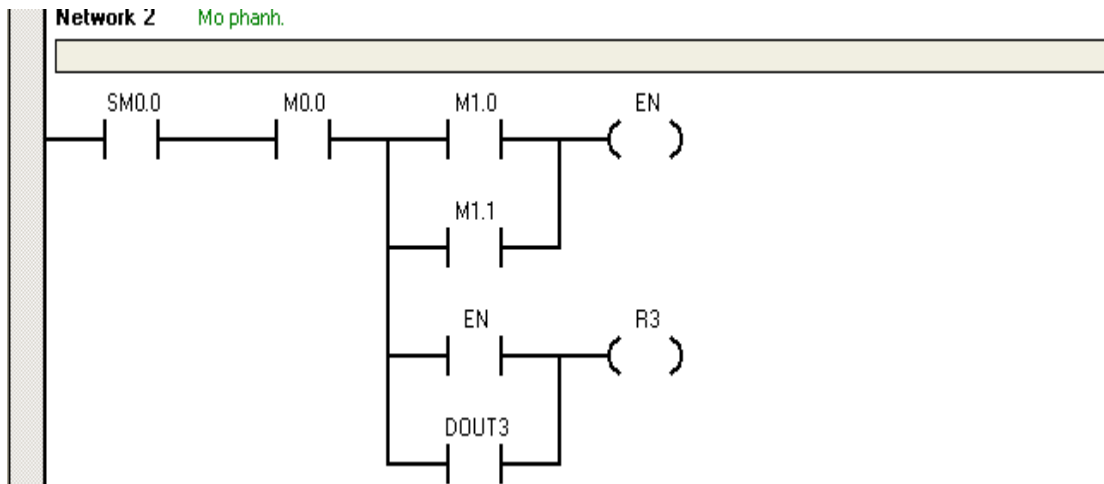 Network 2 Mo phanh.
SM0.0 M0.0 M1.0 EN
M1.1
EN R3
DOUT3